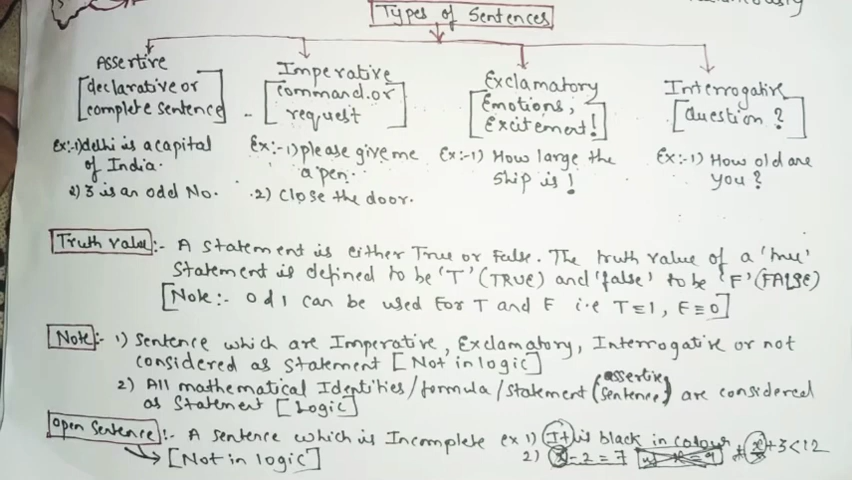 Types of Sentences
Assertive
[declarative or
complete sentence]
Ex:-1) delhi is a capital
of India.
2) 3 is an odd No.
Imperative
[command.or
request]
Ex:-1) please give me
a pen.
2) Close the door.
Exclamatory
[Emotions,
Excitement!]
Ex:-1) How large the
ship is!
Interrogative
[Question?]
Ex:-1) How old are
you?
Truth value:- A statement is either True or False. The truth value of a 'true'
statement is defined to be 'T' (TRUE) and 'false' to be 'F' (FALSE)
[Note:- 0 d 1 can be used for T and F i.e T≡1, F≡0]
Note:- 1) Sentence which are Imperative, Exclamatory, Interrogative or not
considered as statement [Not in logic]
2) All mathematical Identities/formula/statement (assertive sentence) are considered
as statement [Logic]
Open Sentence:- A sentence which is Incomplete ex 1) It is black in colour
[Not in logic] 2) x-2=7 x+3<12